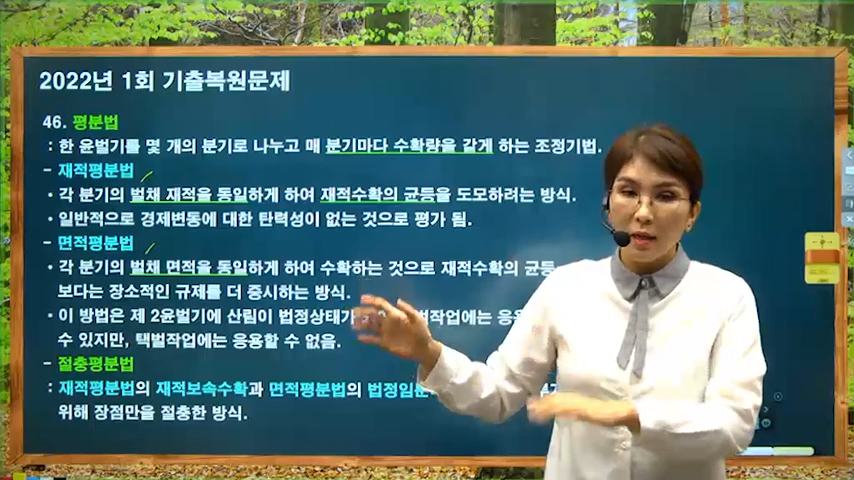 2022년 1회 기출복원문제
46. 평분법
: 한 윤벌기를 몇 개의 분기로 나누고 매 분기마다 수확량을 같게 하는 조정기법.
- 재적평분법
· 각 분기의 벌채 재적을 동일하게 하여 재적수확의 균등을 도모하려는 방식.
· 일반적으로 경제변동에 대한 탄력성이 없는 것으로 평가 됨.
- 면적평분법
· 각 분기의 벌채 면적을 동일하게 하여 수확하는 것으로 재적수확의 균등
보다는 장소적인 규제를 더 중시하는 방식.
· 이 방법은 제 2윤벌기에 산림이 법정상태가
수 있지만, 택벌작업에는 응용할 수 없음.
- 절충평분법
: 재적평분법의 재적보속수확과 면적평분법의
위해 장점만을 절충한 방식.